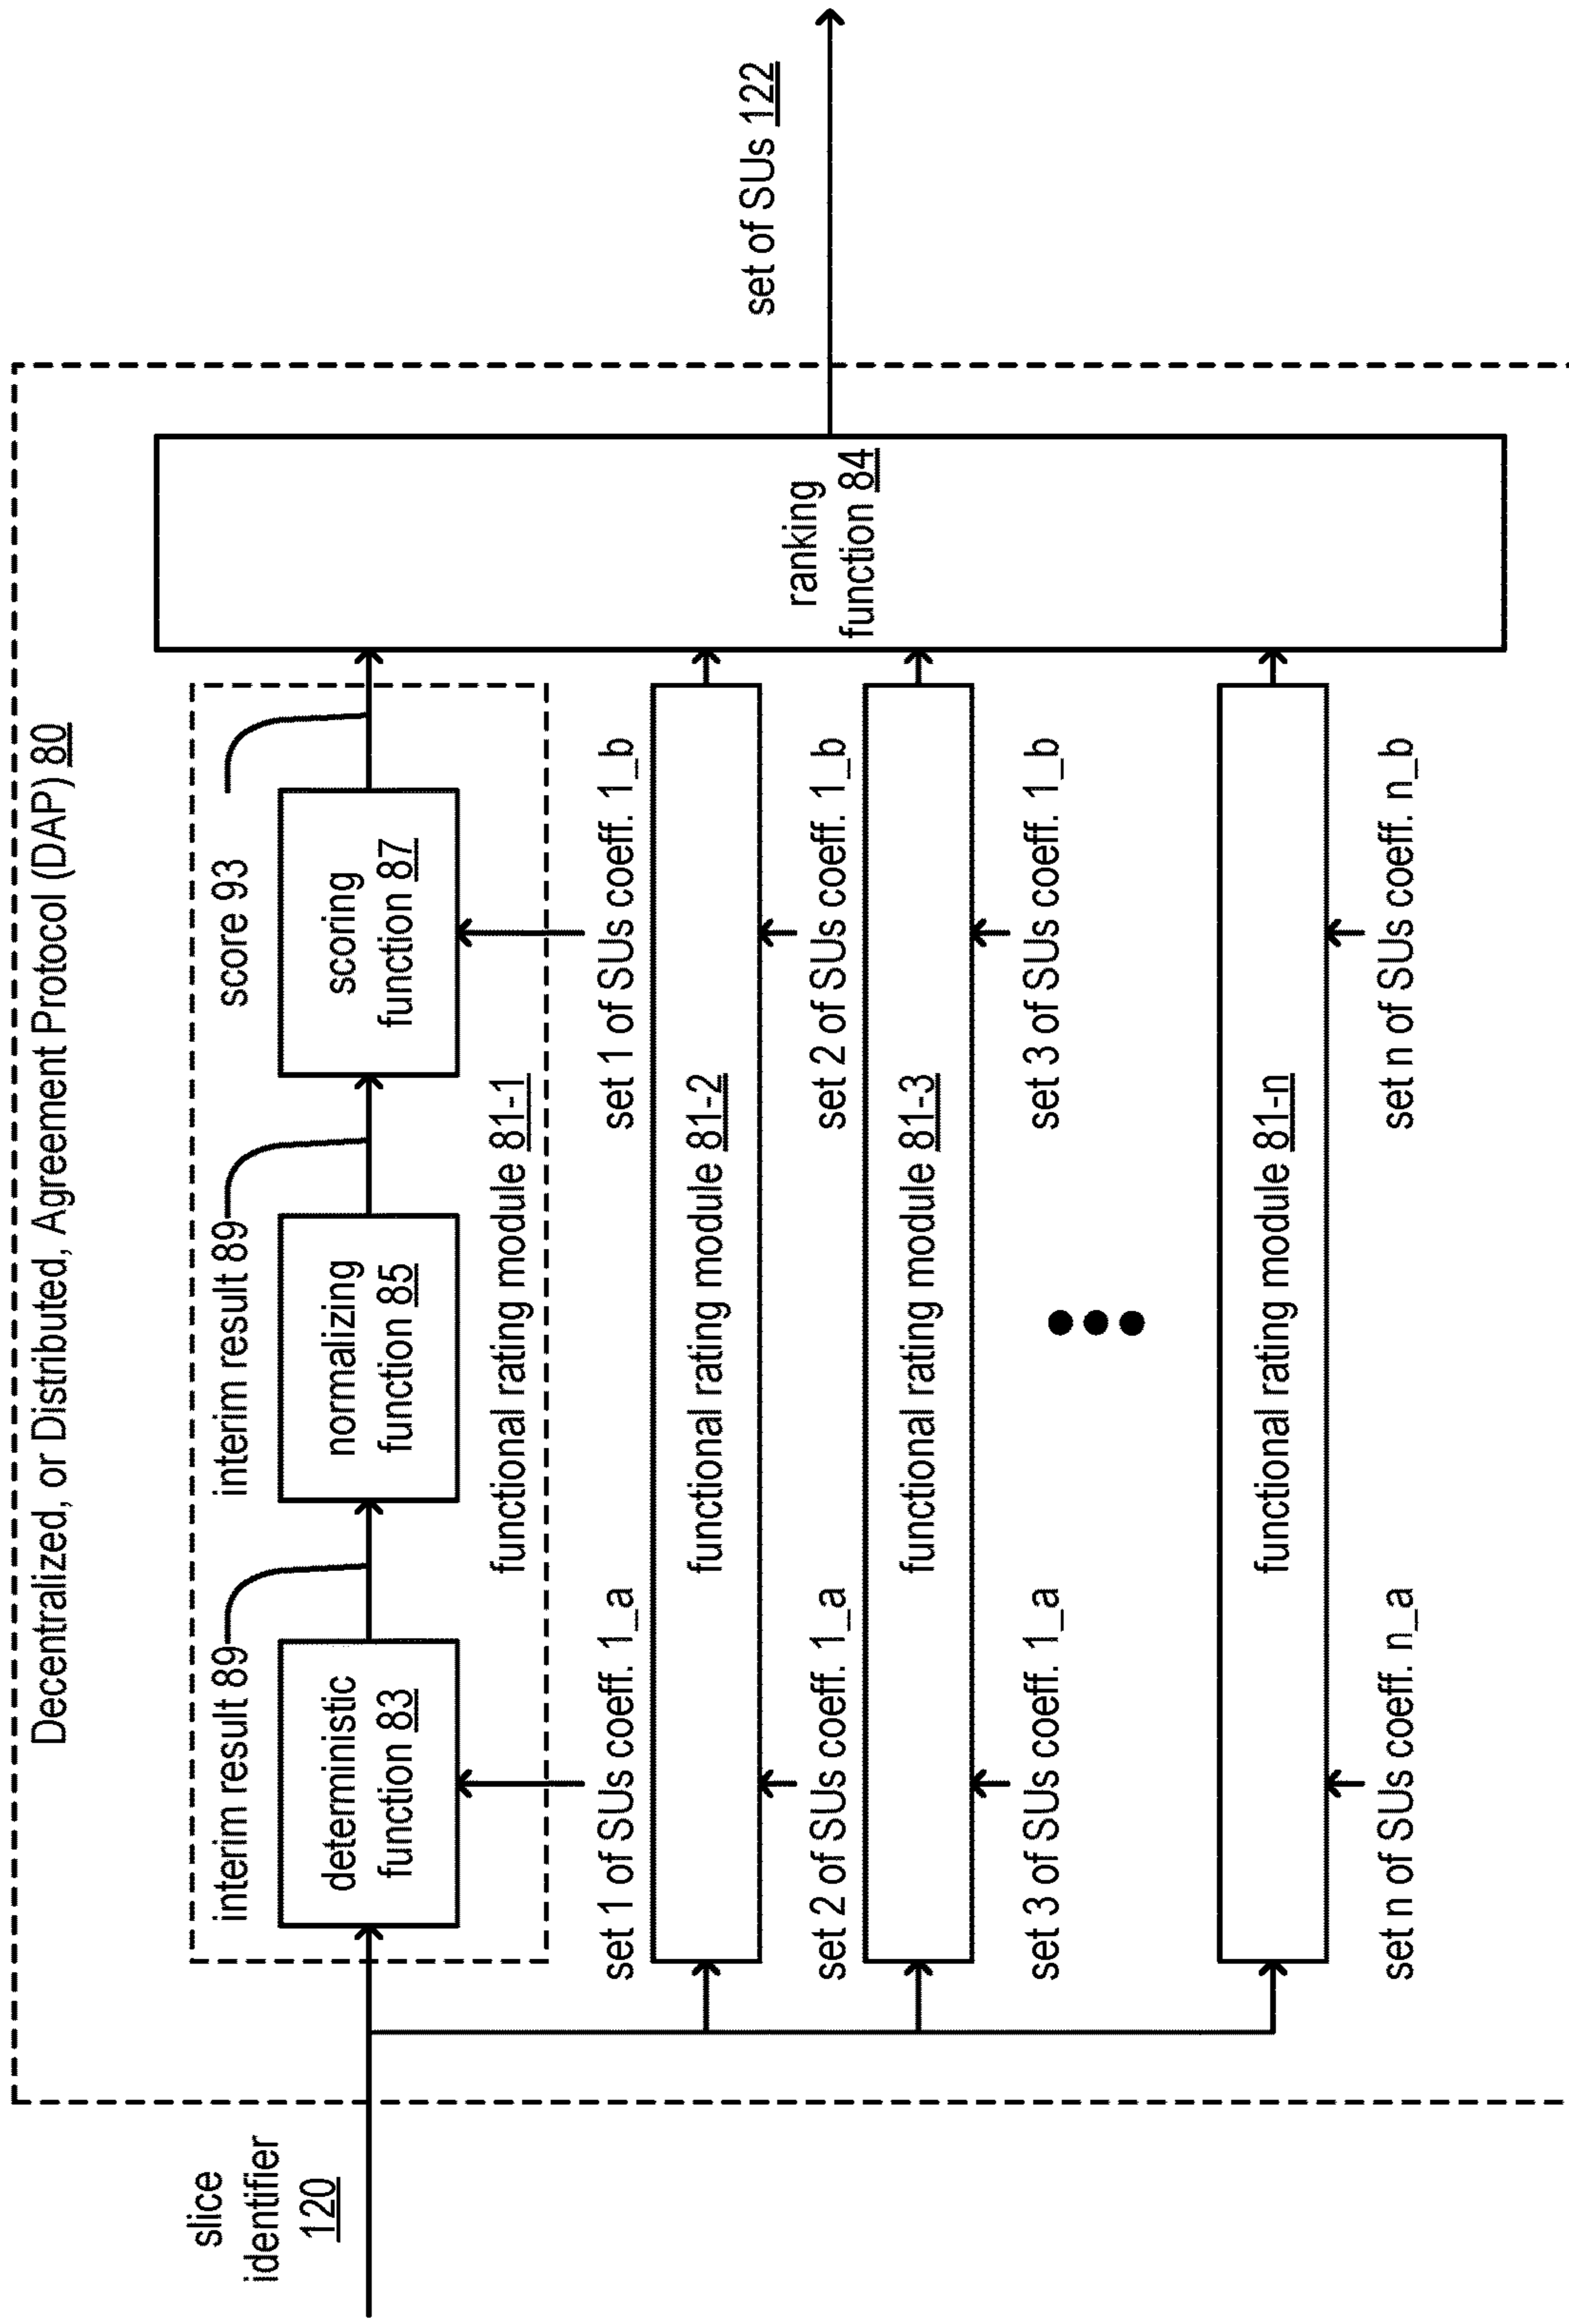 Decentralized, or Distributed, Agreement Protocol (DAP) 80
slice
identifier
120
interim result 89
interim result 89
score 93
deterministic
function 83
normalizing
function 85
scoring
function 87
functional rating module 81-1
set 1 of SUs coeff. 1_a
set 1 of SUs coeff. 1_b
functional rating module 81-2
set 2 of SUs coeff. 1_a
set 2 of SUs coeff. 1_b
functional rating module 81-3
set 3 of SUs coeff. 1_a
set 3 of SUs coeff. 1_b
functional rating module 81-n
set n of SUs coeff. n_a
set n of SUs coeff. n_b
ranking
function 84
set of SUs 122